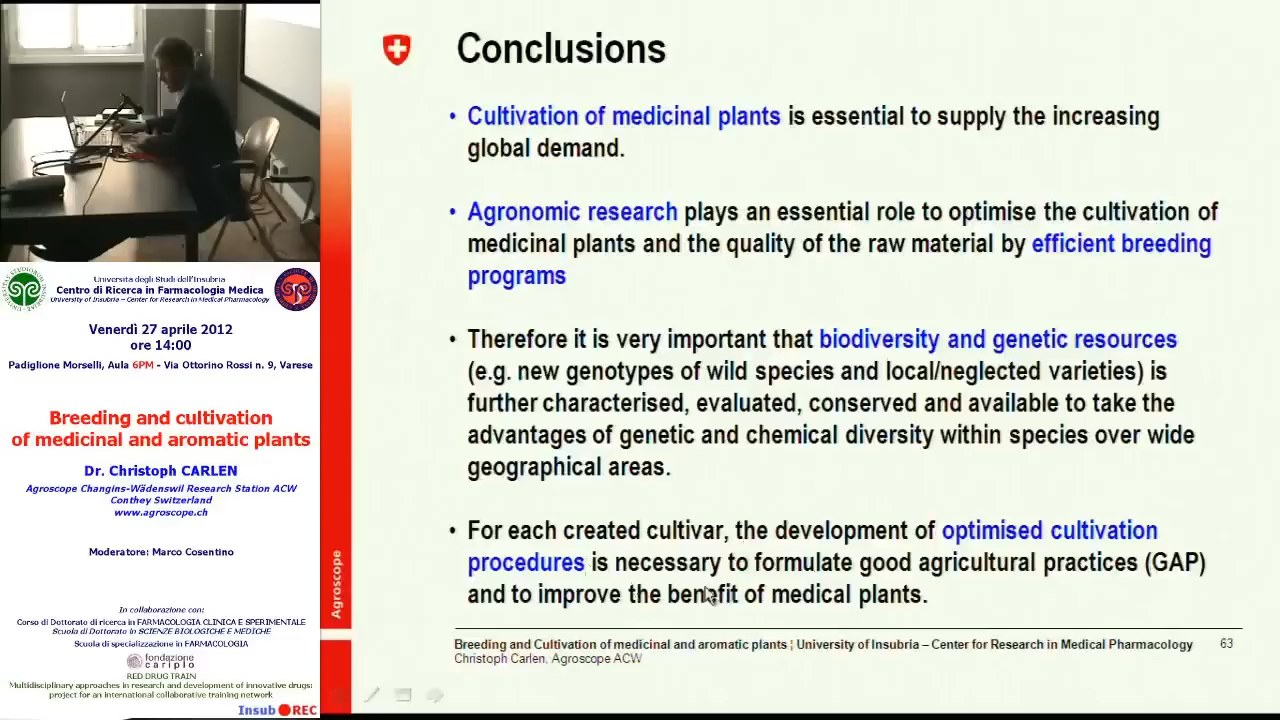 Università degli Studi dell'Insubria
Centro di Ricerca in Farmacologia Medica
University of Insubria – Center for Research in Medical Pharmacology
Venerdì 27 aprile 2012
ore 14:00
Padiglione Morselli, Aula 6PM - Via Ottorino Rossi n. 9, Varese
Breeding and cultivation
of medicinal and aromatic plants
Dr. Christoph CARLEN
Agroscope Changins-Wädenswil Research Station ACW
Conthey Switzerland
www.agroscope.ch
Moderatore: Marco Cosentino
In collaborazione con:
Corso di Dottorato di ricerca in FARMACOLOGIA CLINICA E SPERIMENTALE
Scuola di Dottorato in SCIENZE BIOLOGICHE E MEDICHE
Scuola di specializzazione in FARMACOLOGIA
fondazione
cariplo
RED DRUG TRAIN
Multidisciplinary approaches in research and development of innovative drugs:
project for an international collaborative training network
Insub REC
Agroscope
Conclusions
• Cultivation of medicinal plants is essential to supply the increasing
global demand.
• Agronomic research plays an essential role to optimise the cultivation of
medicinal plants and the quality of the raw material by efficient breeding
programs
• Therefore it is very important that biodiversity and genetic resources
(e.g. new genotypes of wild species and local/neglected varieties) is
further characterised, evaluated, conserved and available to take the
advantages of genetic and chemical diversity within species over wide
geographical areas.
• For each created cultivar, the development of optimised cultivation
procedures is necessary to formulate good agricultural practices (GAP)
and to improve the benefit of medical plants.
Breeding and Cultivation of medicinal and aromatic plants | University of Insubria – Center for Research in Medical Pharmacology 63
Christoph Carlen, Agroscope ACW